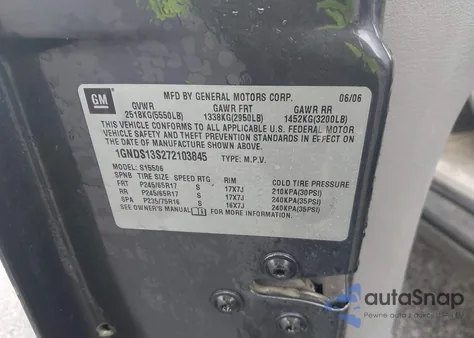 GM
MFD BY GENERAL MOTORS CORP. 06/06
GVWR GAWR FRT GAWR RR
2518KG(5550LB) 1338KG(2950LB) 1452KG(3200LB)
THIS VEHICLE CONFORMS TO ALL APPLICABLE U.S. FEDERAL MOTOR
VEHICLE SAFETY AND THEFT PREVENTION STANDARDS IN EFFECT ON
THE DATE OF MANUFACTURE SHOWN ABOVE.
1GNDS13S272103845 TYPE: M.P.V.
MODEL: S15506
SPNB TIRE SIZE SPEED RTG RIM COLD TIRE PRESSURE
FRT P245/65R17 S 17X7J 210KPA(30PSI)
RR P245/65R17 S 17X7J 240KPA(35PSI)
SPA P235/75R16 S 16X7J 240KPA(35PSI)
SEE OWNER'S MANUAL FOR MORE INFORMATION.
autoSnap
Pewne auta z dukcji